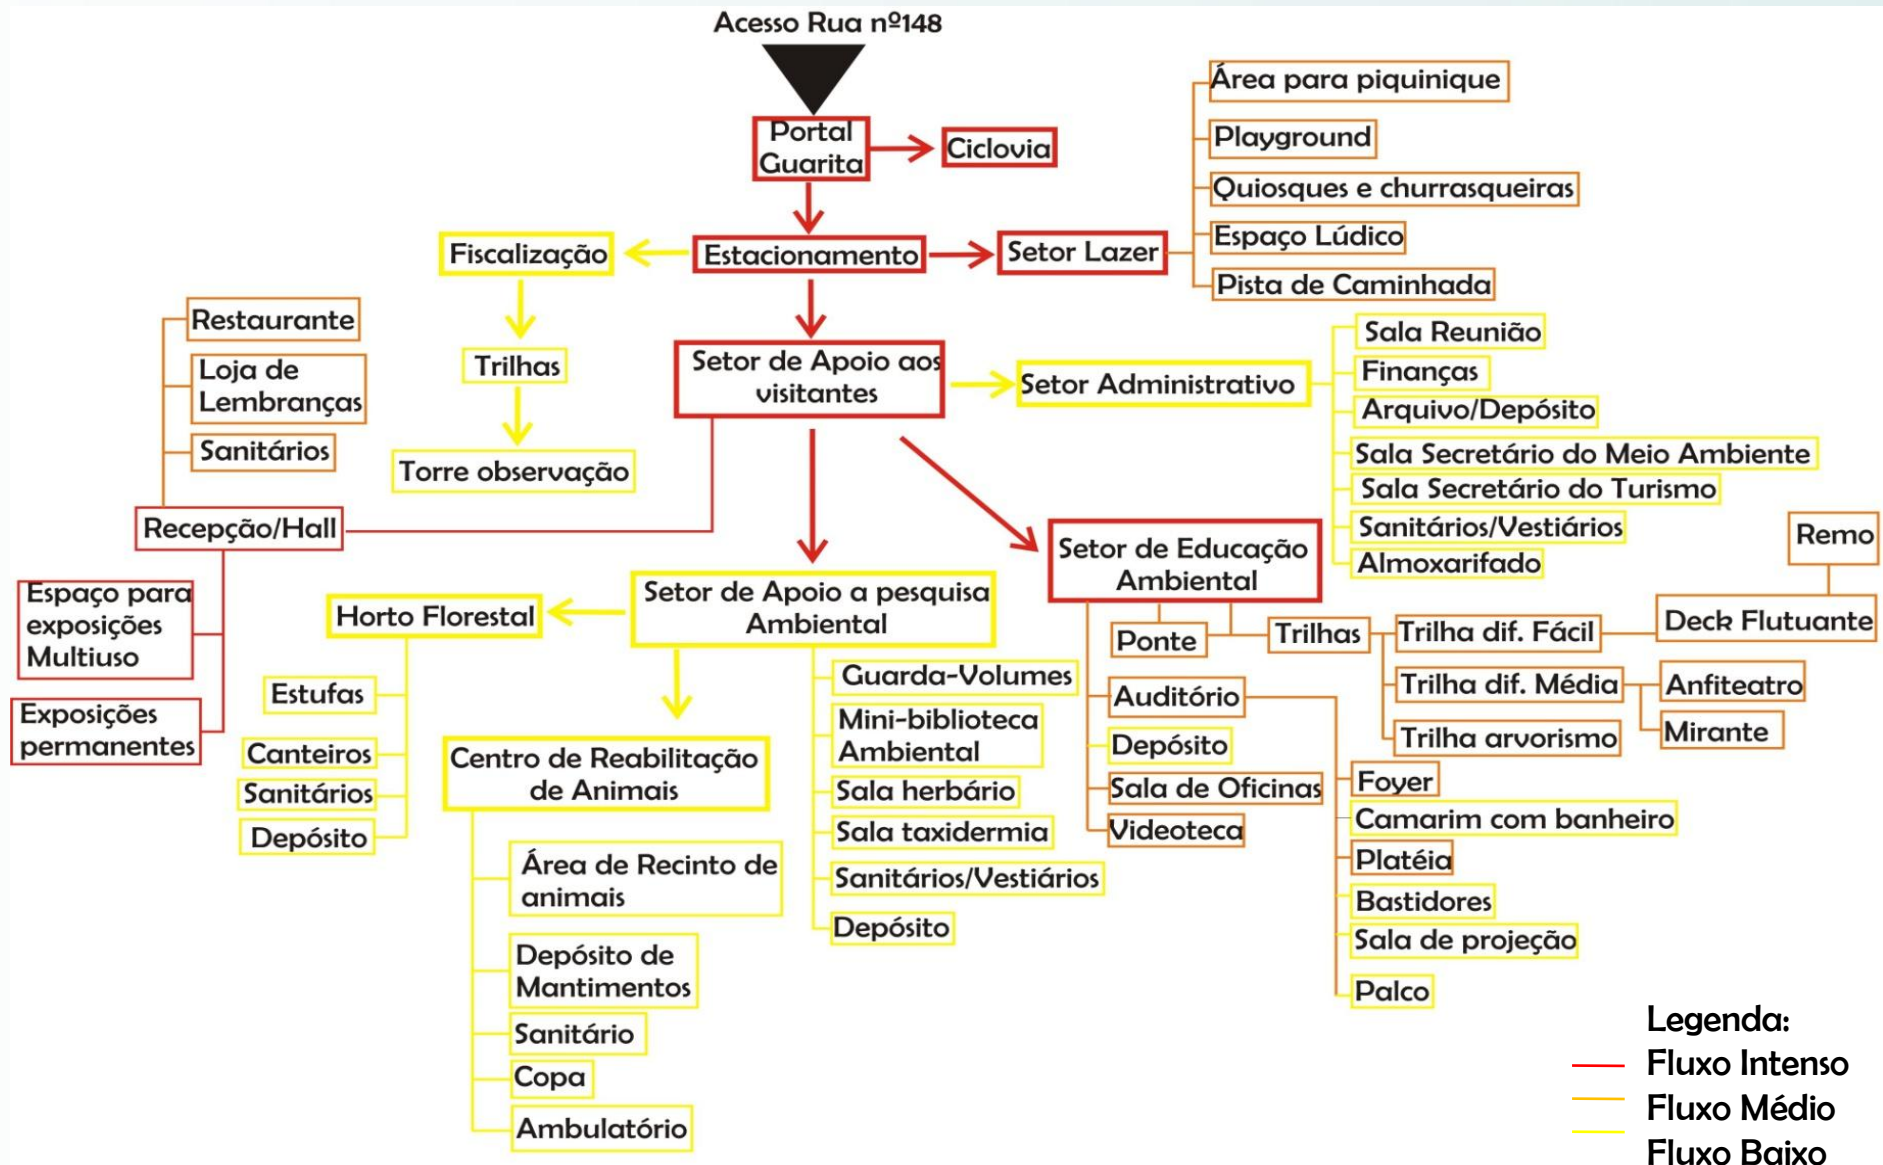 Acesso Rua nº148
Portal
Guarita
Ciclovia
Estacionamento
Fiscalização
Trilhas
Torre observação
Setor Lazer
Área para piquinique
Playground
Quiosques e churrasqueiras
Espaço Lúdico
Pista de Caminhada
Setor de Apoio aos
visitantes
Setor Administrativo
Sala Reunião
Finanças
Arquivo/Depósito
Sala Secretário do Meio Ambiente
Sala Secretário do Turismo
Sanitários/Vestiários
Almoxarifado
Restaurante
Loja de
Lembranças
Sanitários
Recepção/Hall
Espaço para
exposições
Multiuso
Exposições
permanentes
Setor de Apoio a pesquisa
Ambiental
Horto Florestal
Estufas
Canteiros
Sanitários
Depósito
Centro de Reabilitação
de Animais
Área de Recinto de
animais
Depósito de
Mantimentos
Sanitário
Copa
Ambulatório
Guarda-Volumes
Mini-biblioteca
Ambiental
Sala herbário
Sala taxidermia
Sanitários/Vestiários
Depósito
Setor de Educação
Ambiental
Ponte
Trilhas
Trilha dif. Fácil
Deck Flutuante
Remo
Trilha dif. Média
Anfiteatro
Mirante
Trilha arvorismo
Auditório
Depósito
Sala de Oficinas
Videoteca
Foyer
Camarim com banheiro
Platéia
Bastidores
Sala de projeção
Palco
Legenda:
Fluxo Intenso
Fluxo Médio
Fluxo Baixo